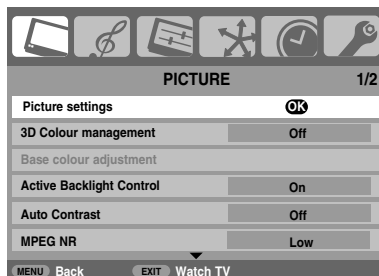 PICTURE 1/2
Picture settings OK
3D Colour management Off
Base colour adjustment
Active Backlight Control On
Auto Contrast Off
MPEG NR Low
MENU Back EXIT Watch TV